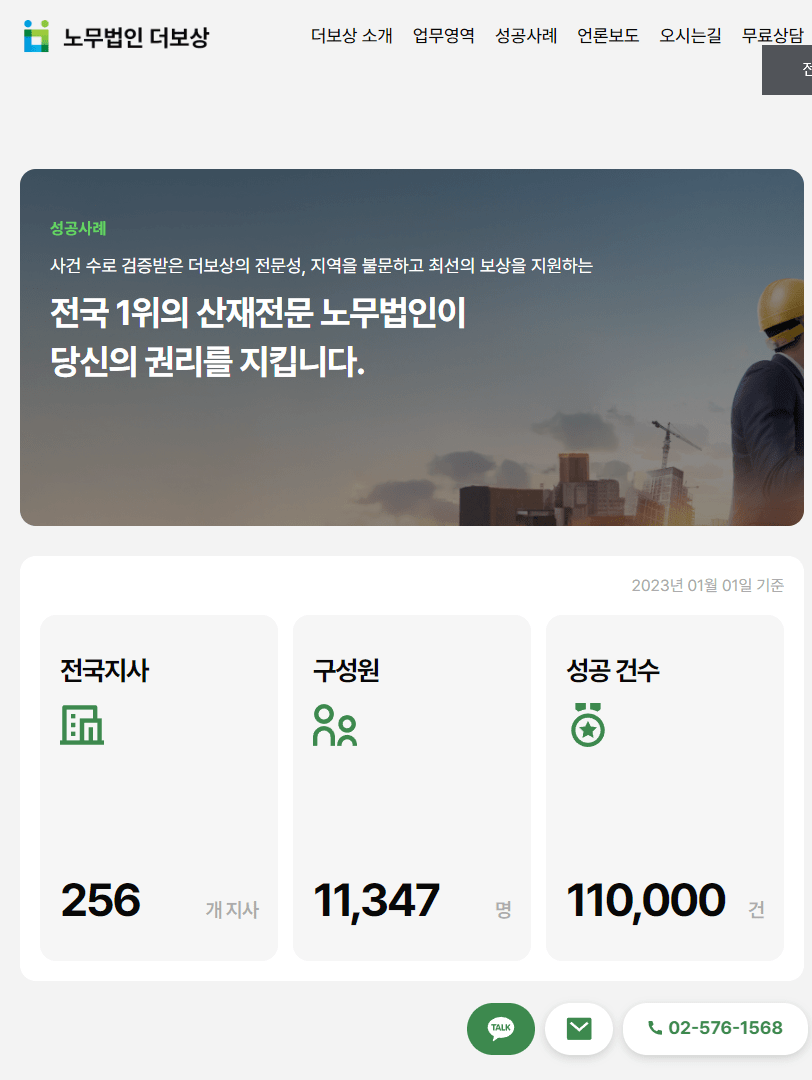 노무법인 더보상
더보상 소개 업무영역 성공사례 언론보도 오시는길 무료상담
성공사례
사건 수로 검증받은 더보상의 전문성, 지역을 불문하고 최선의 보상을 지원하는
전국 1위의 산재전문 노무법인이
당신의 권리를 지킵니다.
2023년 01월 01일 기준
전국지사
256 개 지사
구성원
11,347 명
성공 건수
110,000 건
TALK
02-576-1568